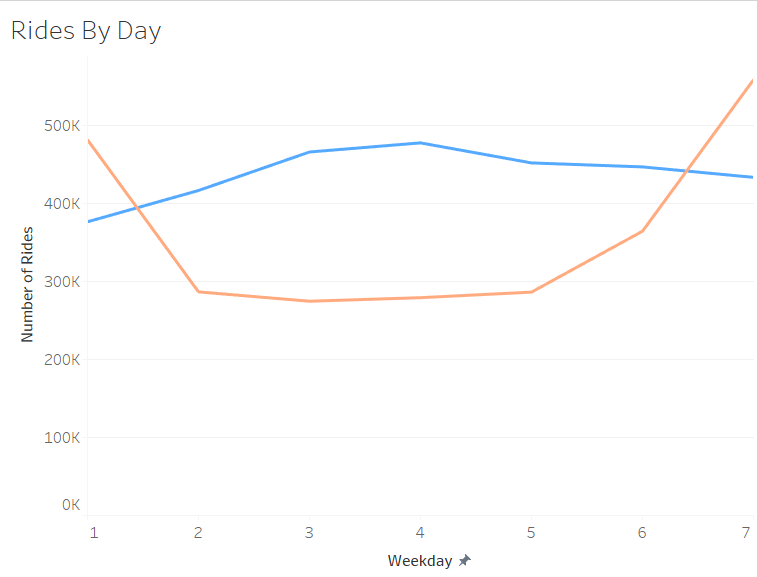 Rides By Day
Number of Rides
500K
400K
300K
200K
100K
0K
1 2 3 4 5 6 7
Weekday